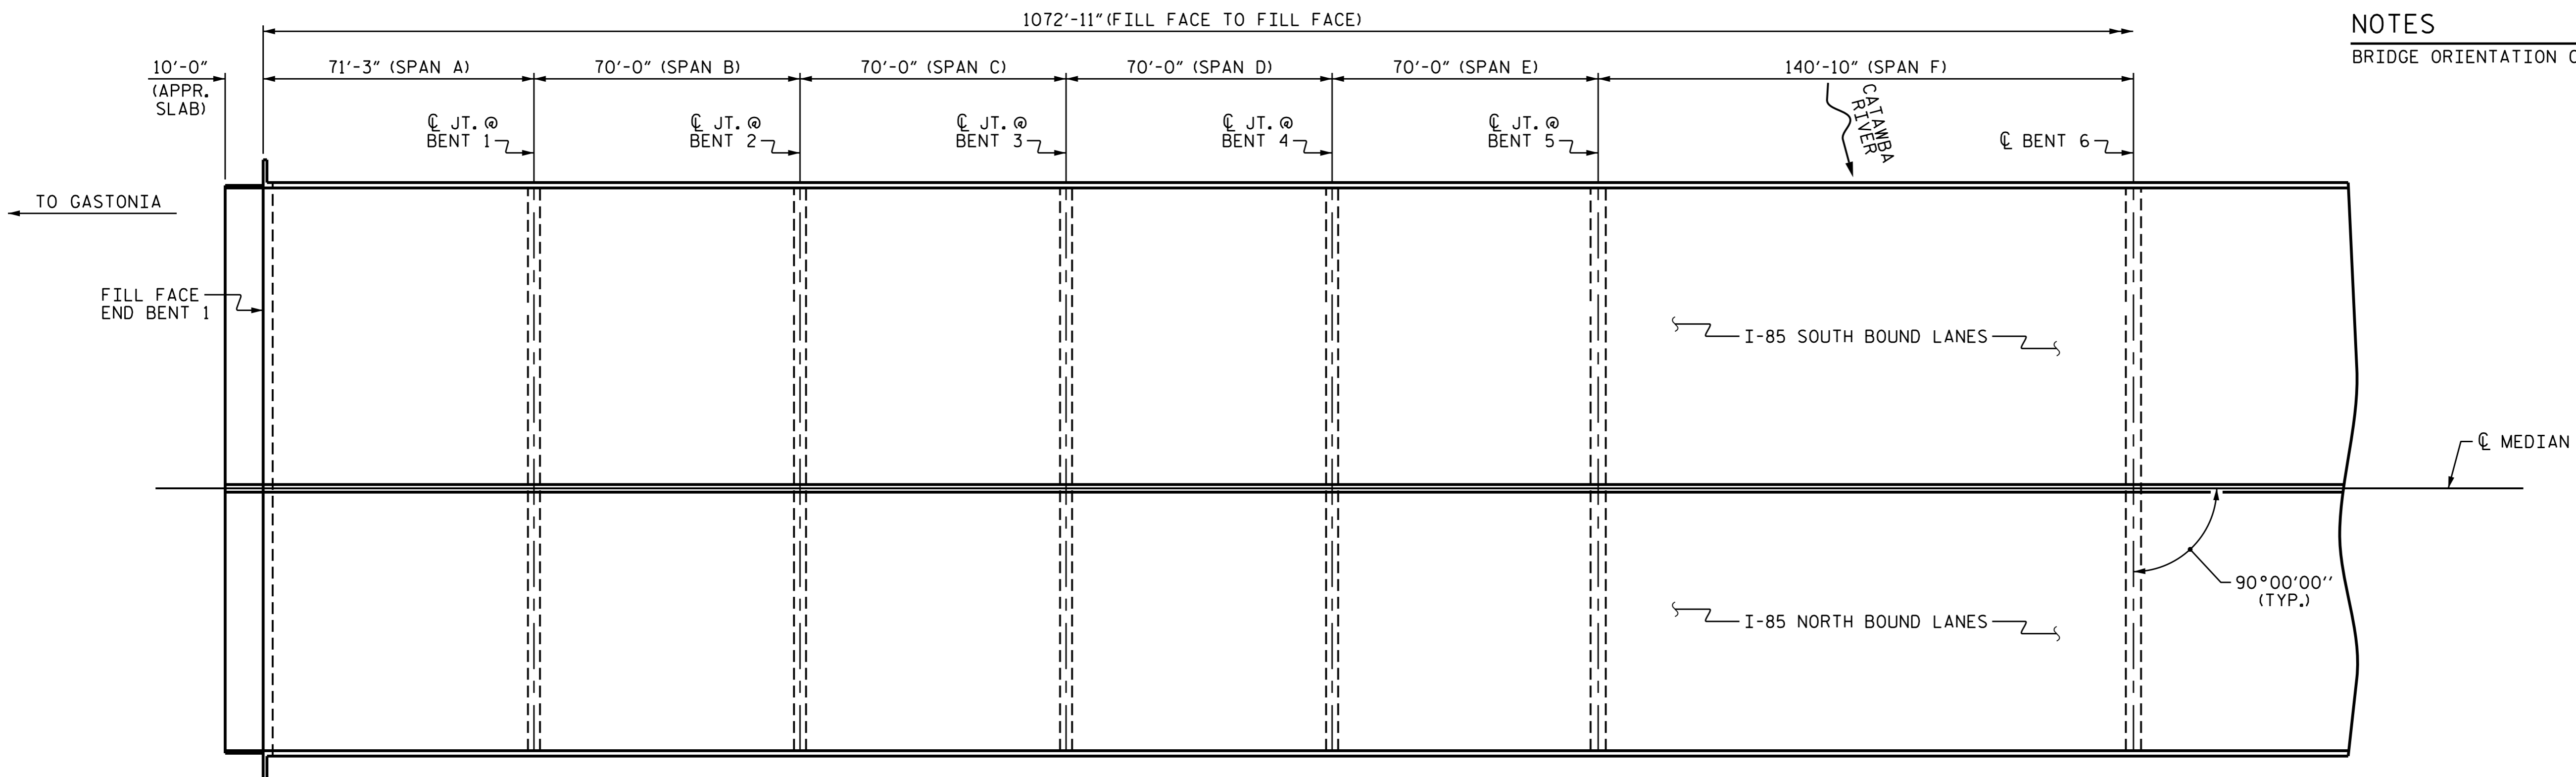 1072'-11" (FILL FACE TO FILL FACE)
NOTES
BRIDGE ORIENTATION
10'-0"
(APPR.
SLAB)
71'-3" (SPAN A)
70'-0" (SPAN B)
70'-0" (SPAN C)
70'-0" (SPAN D)
70'-0" (SPAN E)
140'-10" (SPAN F)
℄ JT. @
BENT 1
℄ JT. @
BENT 2
℄ JT. @
BENT 3
℄ JT. @
BENT 4
℄ JT. @
BENT 5
CATAWBA
RIVER
℄ BENT 6
TO GASTONIA
FILL FACE
END BENT 1
I-85 SOUTH BOUND LANES
℄ MEDIAN
90°00'00''
(TYP.)
I-85 NORTH BOUND LANES